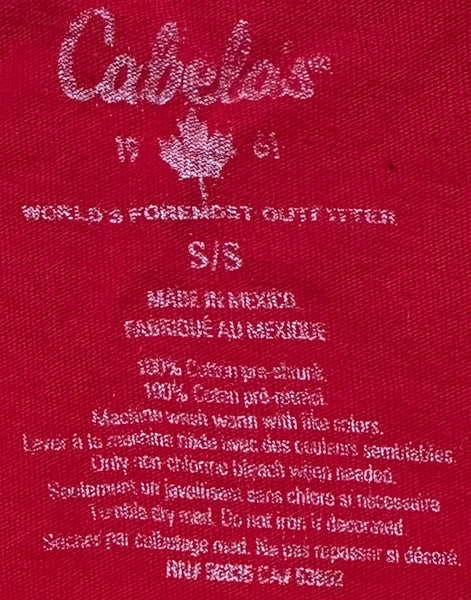 Cabela's
19 61
WORLD'S FOREMOST OUTFITTER
S/S
MADE IN MEXICO
FABRIQUÉ AU MEXIQUE
100% Cotton pre-shrunk.
100% Coton pré-rétréci.
Machine wash warm with like colors.
Laver à la machine tiède avec des couleurs semblables.
Only non-chlorine bleach when needed.
Seulement un javellisant sans chlore si nécessaire
Tumble dry med. Do not iron if decorated.
Sécher par culbutage med. Ne pas repasser si décoré.
RN# CA#